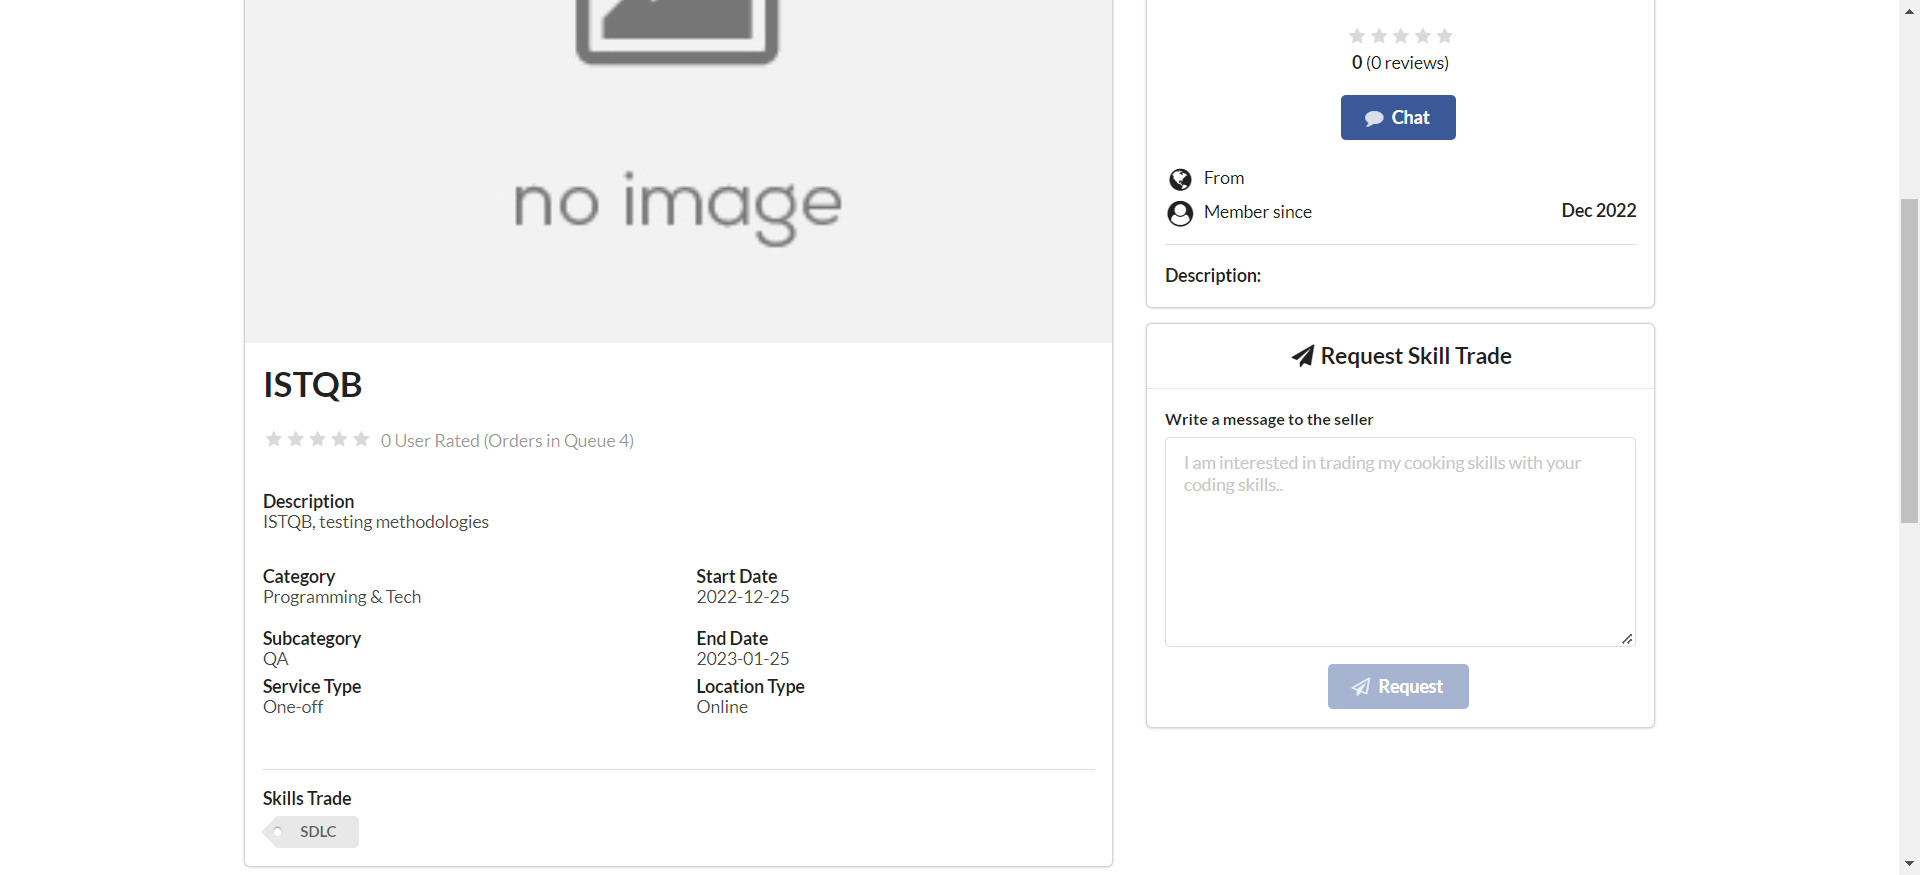 no image
ISTQB
0 User Rated (Orders in Queue 4)
Description
ISTQB, testing methodologies
Category
Programming & Tech
Start Date
2022-12-25
Subcategory
QA
End Date
2023-01-25
Service Type
One-off
Location Type
Online
Skills Trade
SDLC
0 (0 reviews)
Chat
From
Member since Dec 2022
Description:
Request Skill Trade
Write a message to the seller
I am interested in trading my cooking skills with your
coding skills..
Request